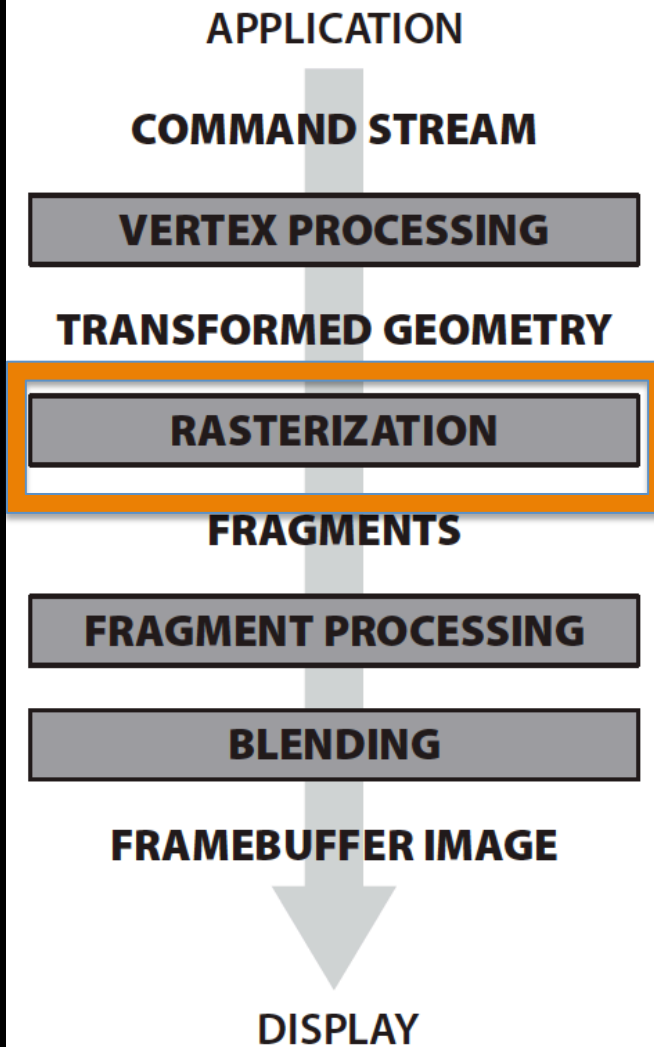 APPLICATION
COMMAND STREAM
VERTEX PROCESSING
TRANSFORMED GEOMETRY
RASTERIZATION
FRAGMENTS
FRAGMENT PROCESSING
BLENDING
FRAMEBUFFER IMAGE
DISPLAY